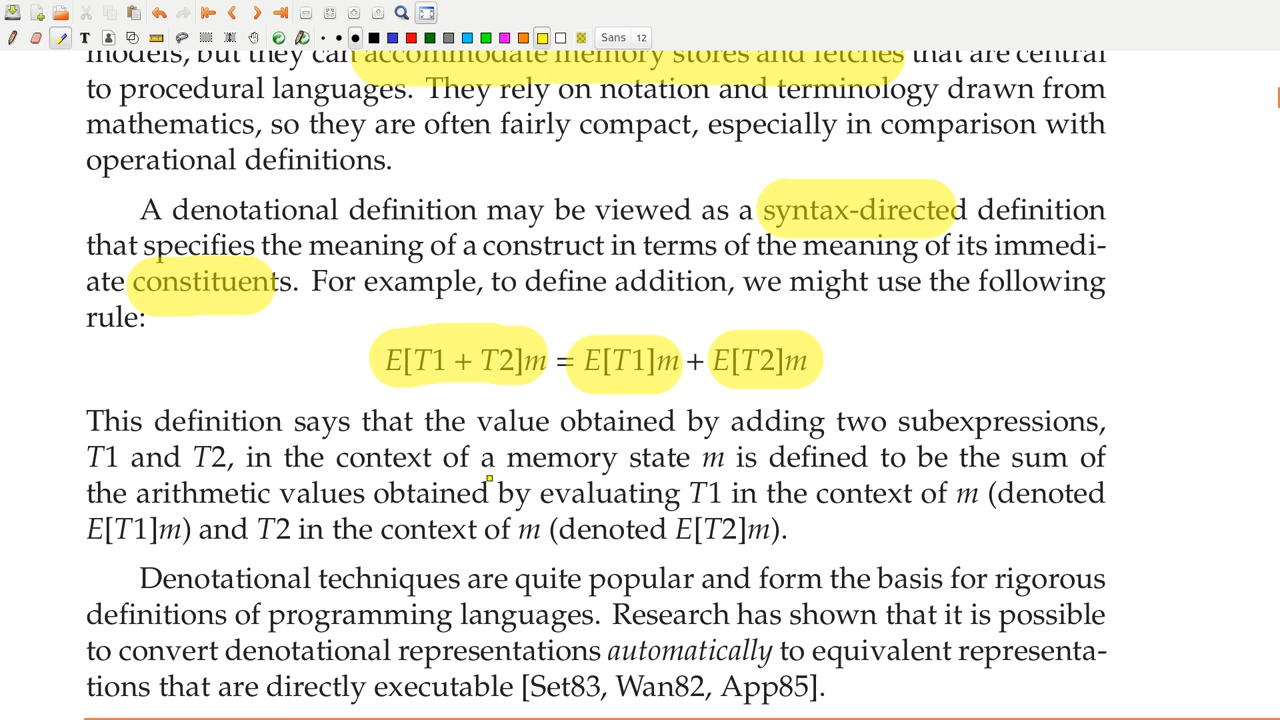 Sans 12
models, but they can accommodate memory stores and fetches that are central
to procedural languages. They rely on notation and terminology drawn from
mathematics, so they are often fairly compact, especially in comparison with
operational definitions.
A denotational definition may be viewed as a syntax-directed definition
that specifies the meaning of a construct in terms of the meaning of its immedi-
ate constituents. For example, to define addition, we might use the following
rule:
E[T1 + T2]m = E[T1]m + E[T2]m
This definition says that the value obtained by adding two subexpressions,
T1 and T2, in the context of a memory state m is defined to be the sum of
the arithmetic values obtained by evaluating T1 in the context of m (denoted
E[T1]m) and T2 in the context of m (denoted E[T2]m).
Denotational techniques are quite popular and form the basis for rigorous
definitions of programming languages. Research has shown that it is possible
to convert denotational representations automatically to equivalent representa-
tions that are directly executable [Set83, Wan82, App85].